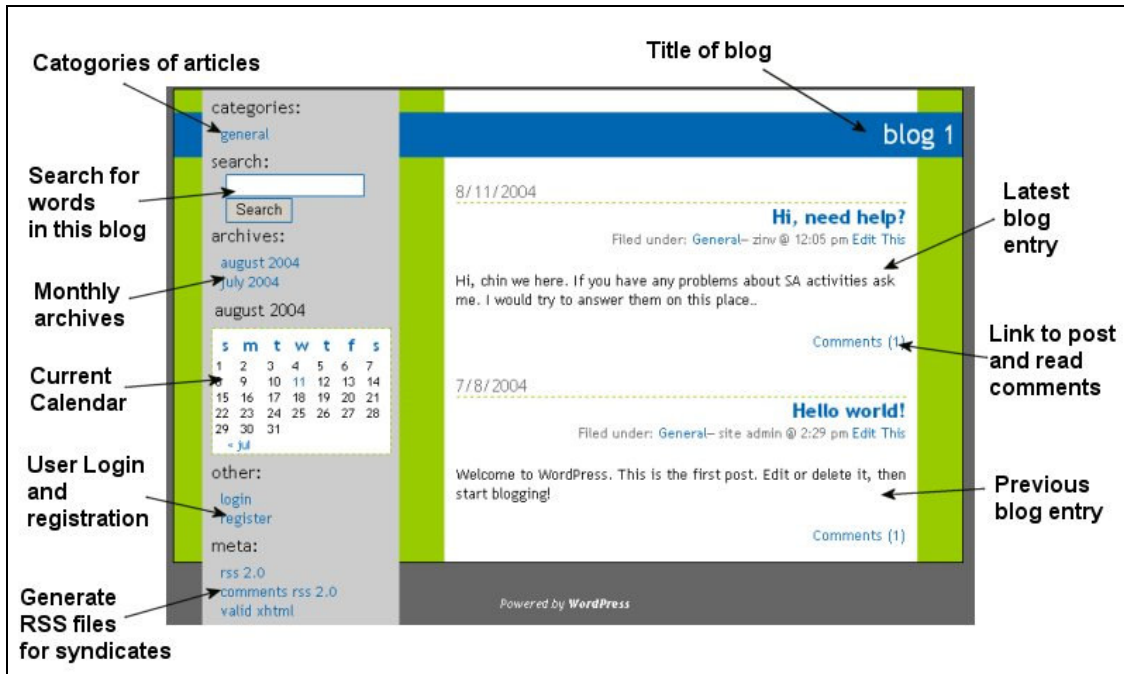 Catogories of articles
Title of blog
Search for
words
in this blog
Monthly
archives
Current
Calendar
User Login
and
registration
Generate
RSS files
for syndicates
categories:
general
search:
Search
archives:
august 2004
july 2004
august 2004
s m t w t f s
1 2 3 4 5 6 7
8 9 10 11 12 13 14
15 16 17 18 19 20 21
22 23 24 25 26 27 28
29 30 31
« jul
other:
login
register
meta:
rss 2.0
comments rss 2.0
valid xhtml
blog 1
8/11/2004
Hi, need help?
Filed under: General– zinv @ 12:05 pm Edit This
Hi, chin we here. If you have any problems about SA activities ask
me. I would try to answer them on this place..
Comments (1)
7/8/2004
Hello world!
Filed under: General– site admin @ 2:29 pm Edit This
Welcome to WordPress. This is the first post. Edit or delete it, then
start blogging!
Comments (1)
Powered by WordPress
Latest
blog
entry
Link to post
and read
comments
Previous
blog entry